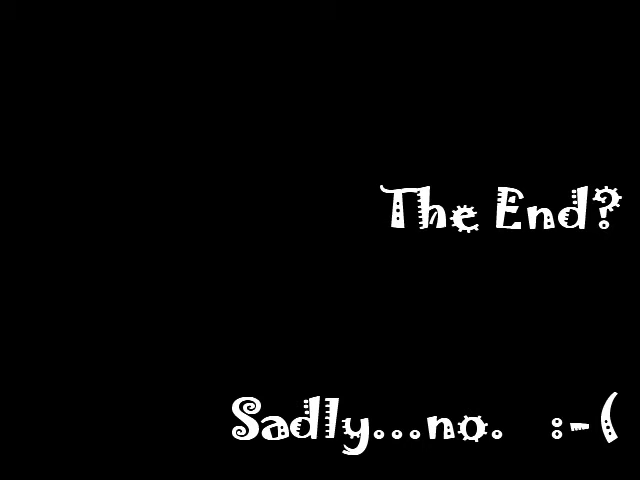 The End?
Sadly...no. :-(